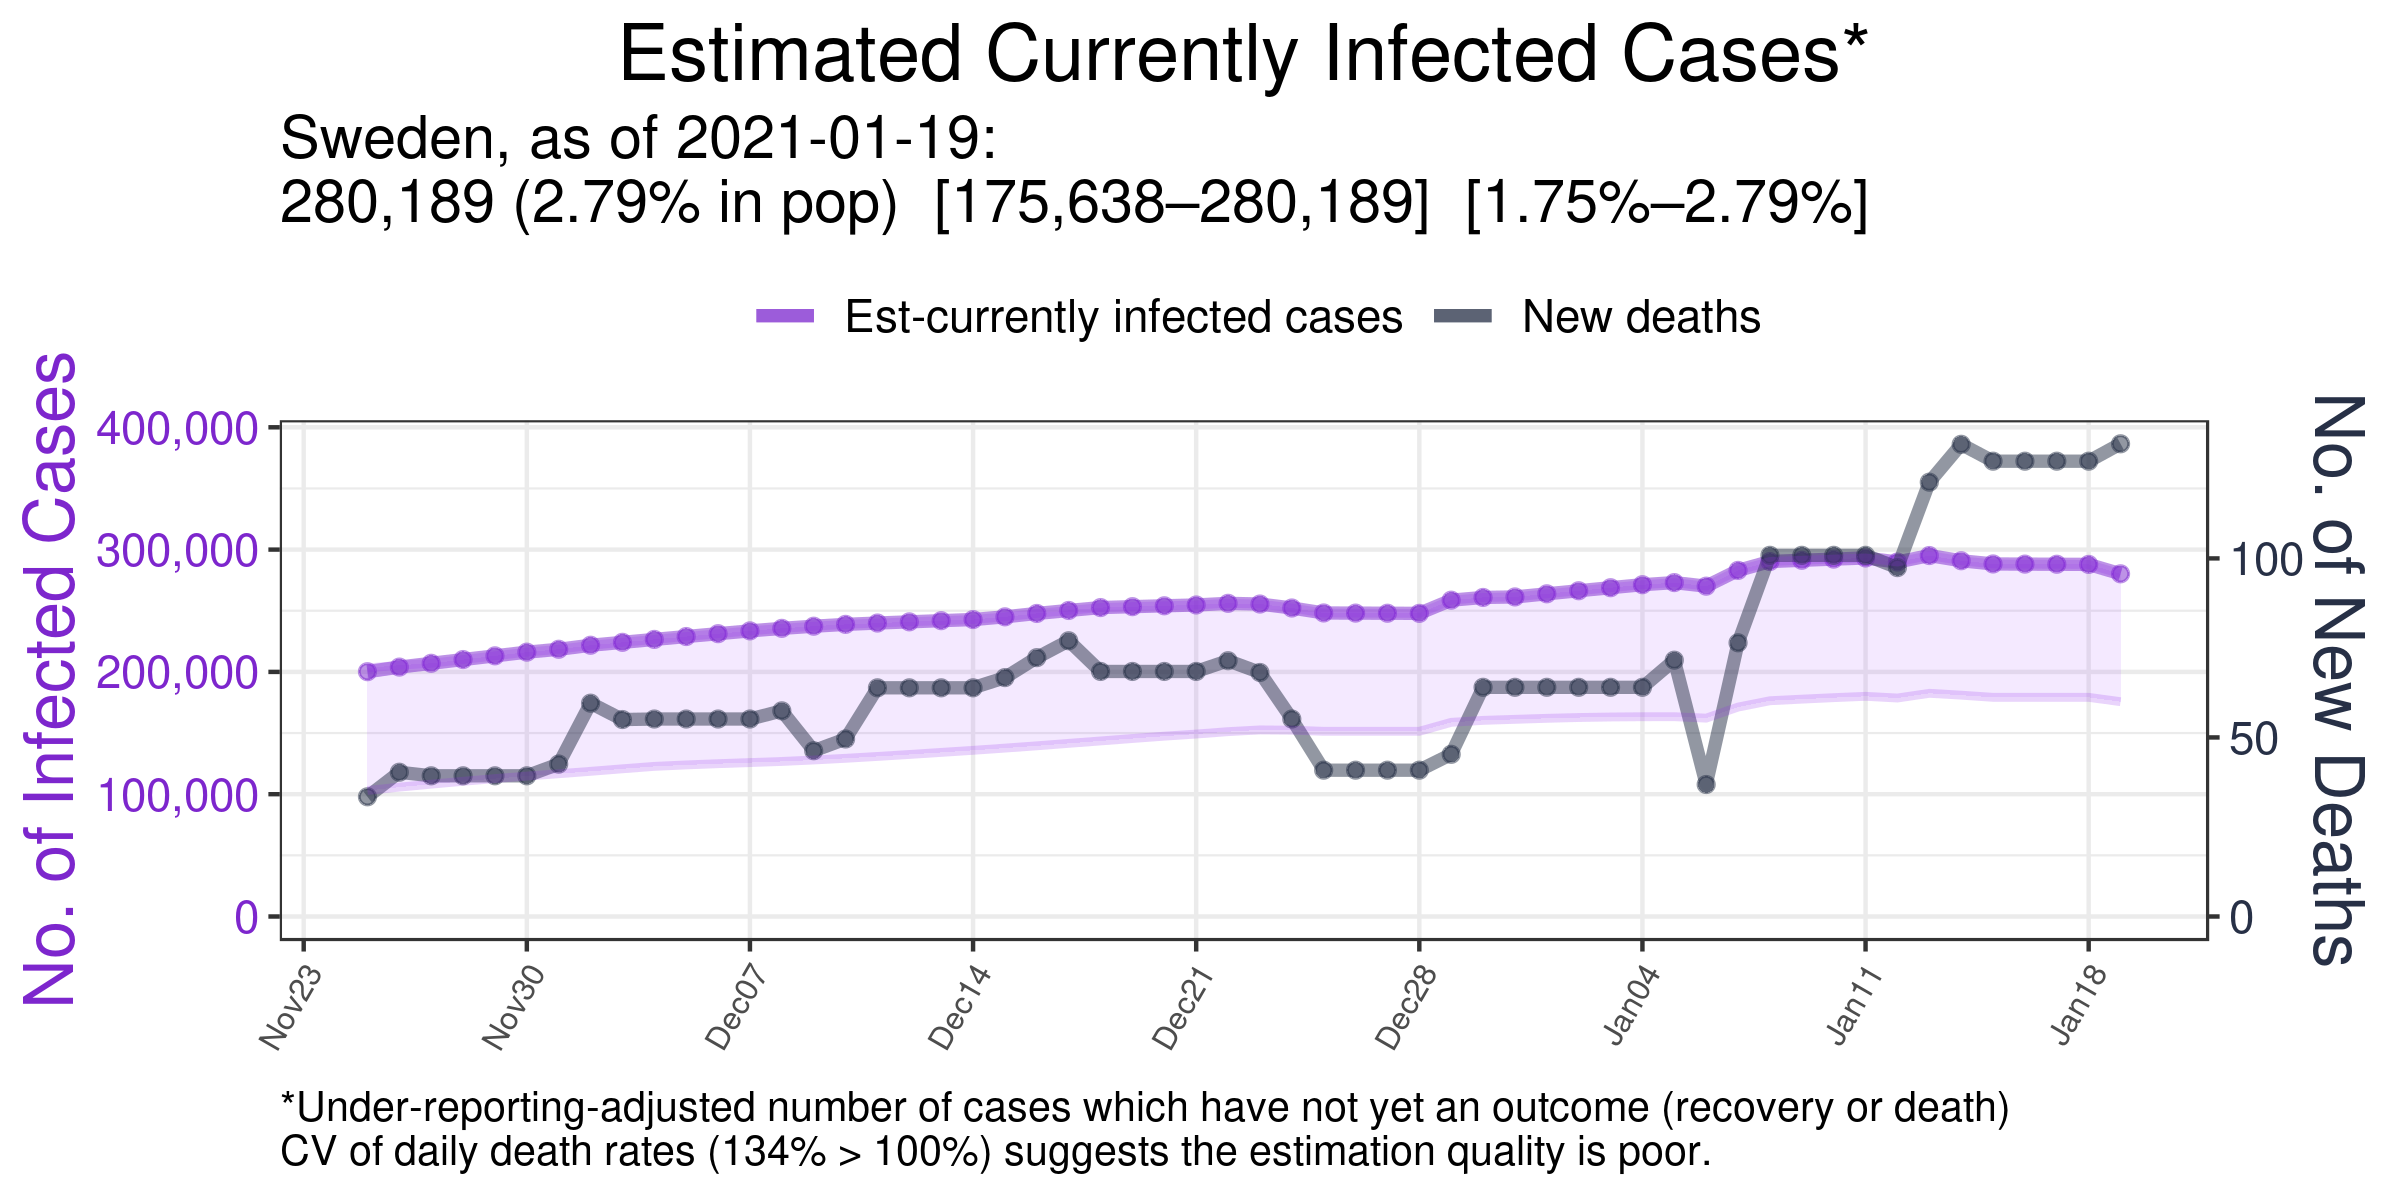 Estimated Currently Infected Cases*
Sweden, as of 2021-01-19:
280,189 (2.79% in pop)  [175,638–280,189]  [1.75%–2.79%]
Est-currently infected cases
New deaths
No. of Infected Cases
400,000
300,000
200,000
100,000
0
No. of New Deaths
100
50
0
Nov23
Nov30
Dec07
Dec14
Dec21
Dec28
Jan04
Jan11
Jan18
*Under-reporting-adjusted number of cases which have not yet an outcome (recovery or death)
CV of daily death rates (134% > 100%) suggests the estimation quality is poor.